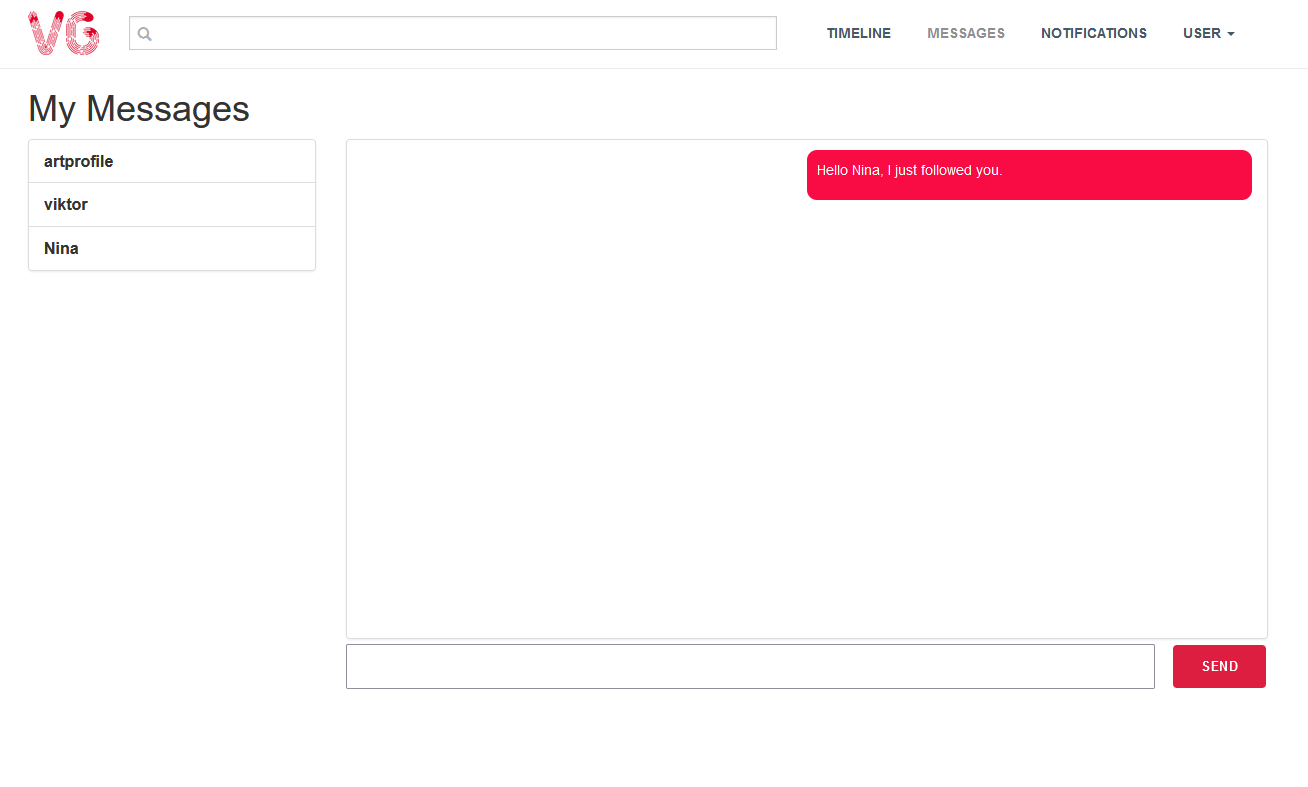 VG
TIMELINE MESSAGES NOTIFICATIONS USER
My Messages
artprofile
viktor
Nina
Hello Nina, I just followed you.
SEND